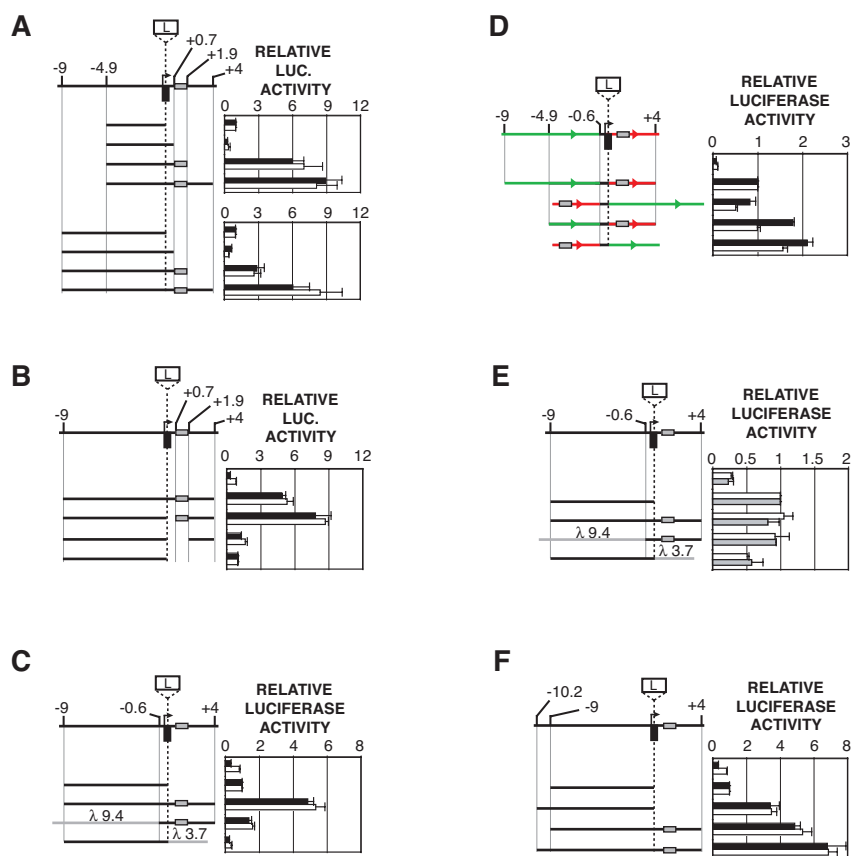 A
L
+0.7
+1.9
-9
-4.9
+4
RELATIVE
LUC.
ACTIVITY
0 3 6 9 12
0 3 6 9 12
B
L
+0.7
+1.9
-9
+4
RELATIVE
LUC.
ACTIVITY
0 3 6 9 12
C
L
-9
-0.6
+4
RELATIVE
LUCIFERASE
ACTIVITY
0 2 4 6 8
λ 9.4
λ 3.7
D
L
-9
-4.9
-0.6
+4
RELATIVE
LUCIFERASE
ACTIVITY
0 1 2 3
E
L
-9
-0.6
+4
RELATIVE
LUCIFERASE
ACTIVITY
0 0.5 1 1.5 2
λ 9.4
λ 3.7
F
L
-10.2
-9
+4
RELATIVE
LUCIFERASE
ACTIVITY
0 2 4 6 8